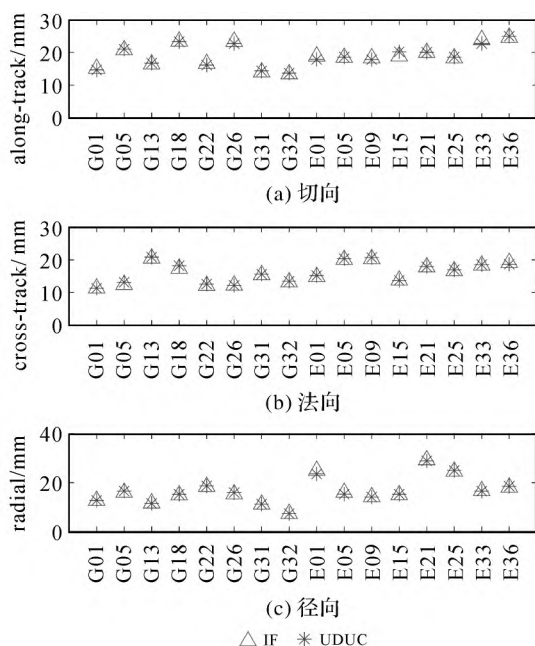 along-track/mm
30
20
10
0
G01 G05 G13 G18 G22 G26 G31 G32 E01 E05 E09 E15 E21 E25 E33 E36
(a) 切向
cross-track/mm
30
20
10
0
G01 G05 G13 G18 G22 G26 G31 G32 E01 E05 E09 E15 E21 E25 E33 E36
(b) 法向
radial/mm
40
20
0
G01 G05 G13 G18 G22 G26 G31 G32 E01 E05 E09 E15 E21 E25 E33 E36
(c) 径向
IF UDUC